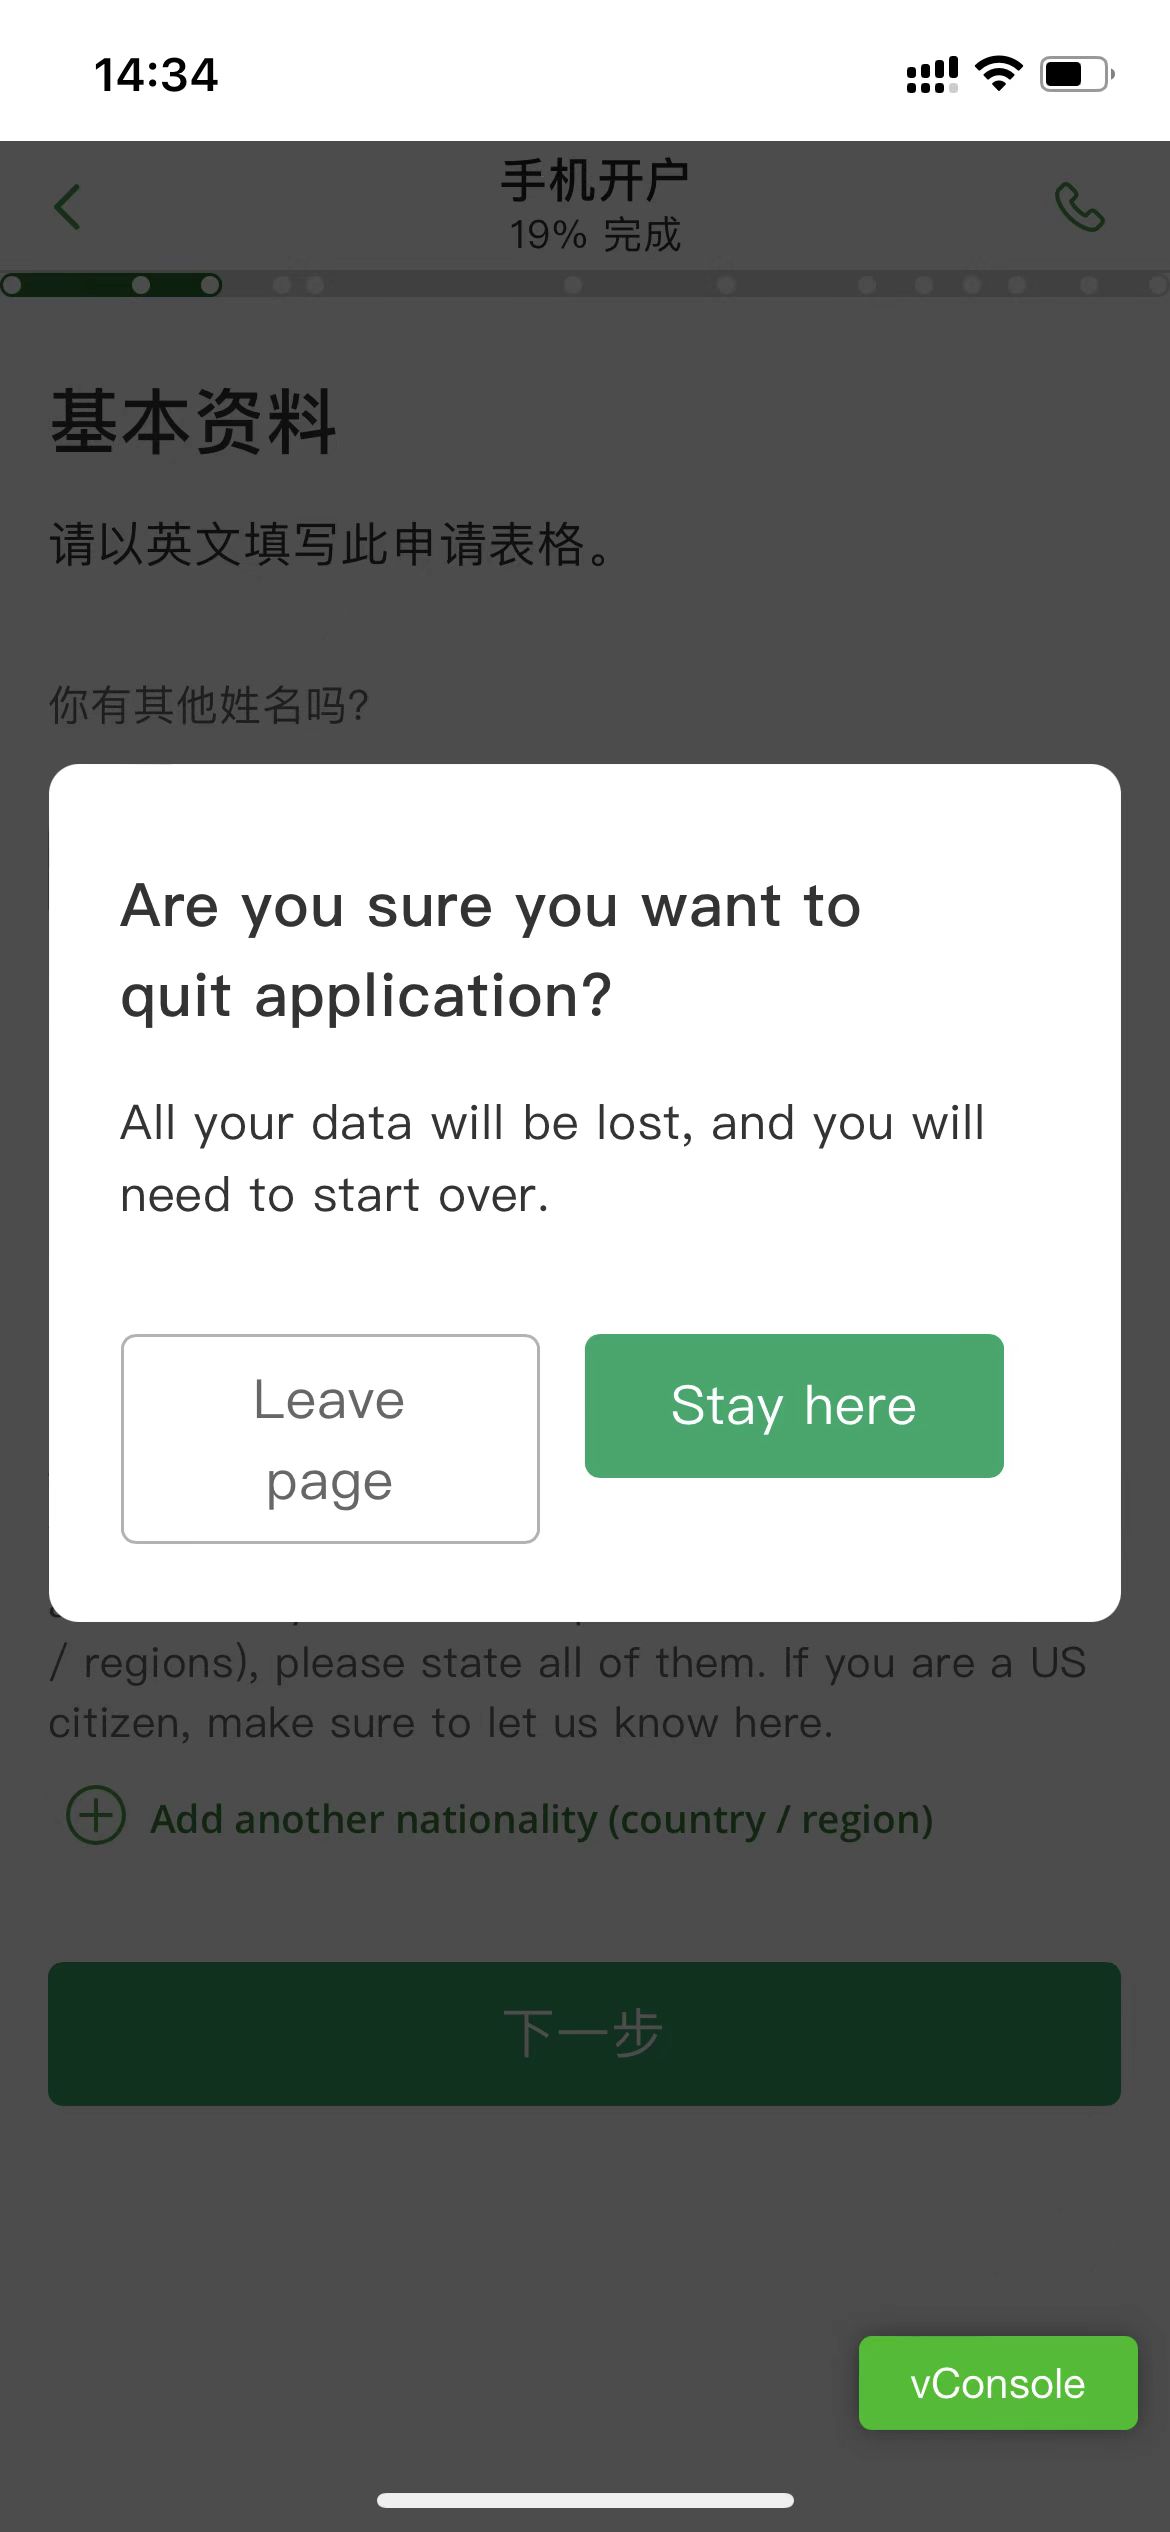 14:34
手机开户
19% 完成
基本资料
请以英文填写此申请表格。
你有其他姓名吗?
Are you sure you want to
quit application?
All your data will be lost, and you will
need to start over.
Leave
page
Stay here
/ regions), please state all of them. If you are a US
citizen, make sure to let us know here.
Add another nationality (country / region)
下一步
vConsole